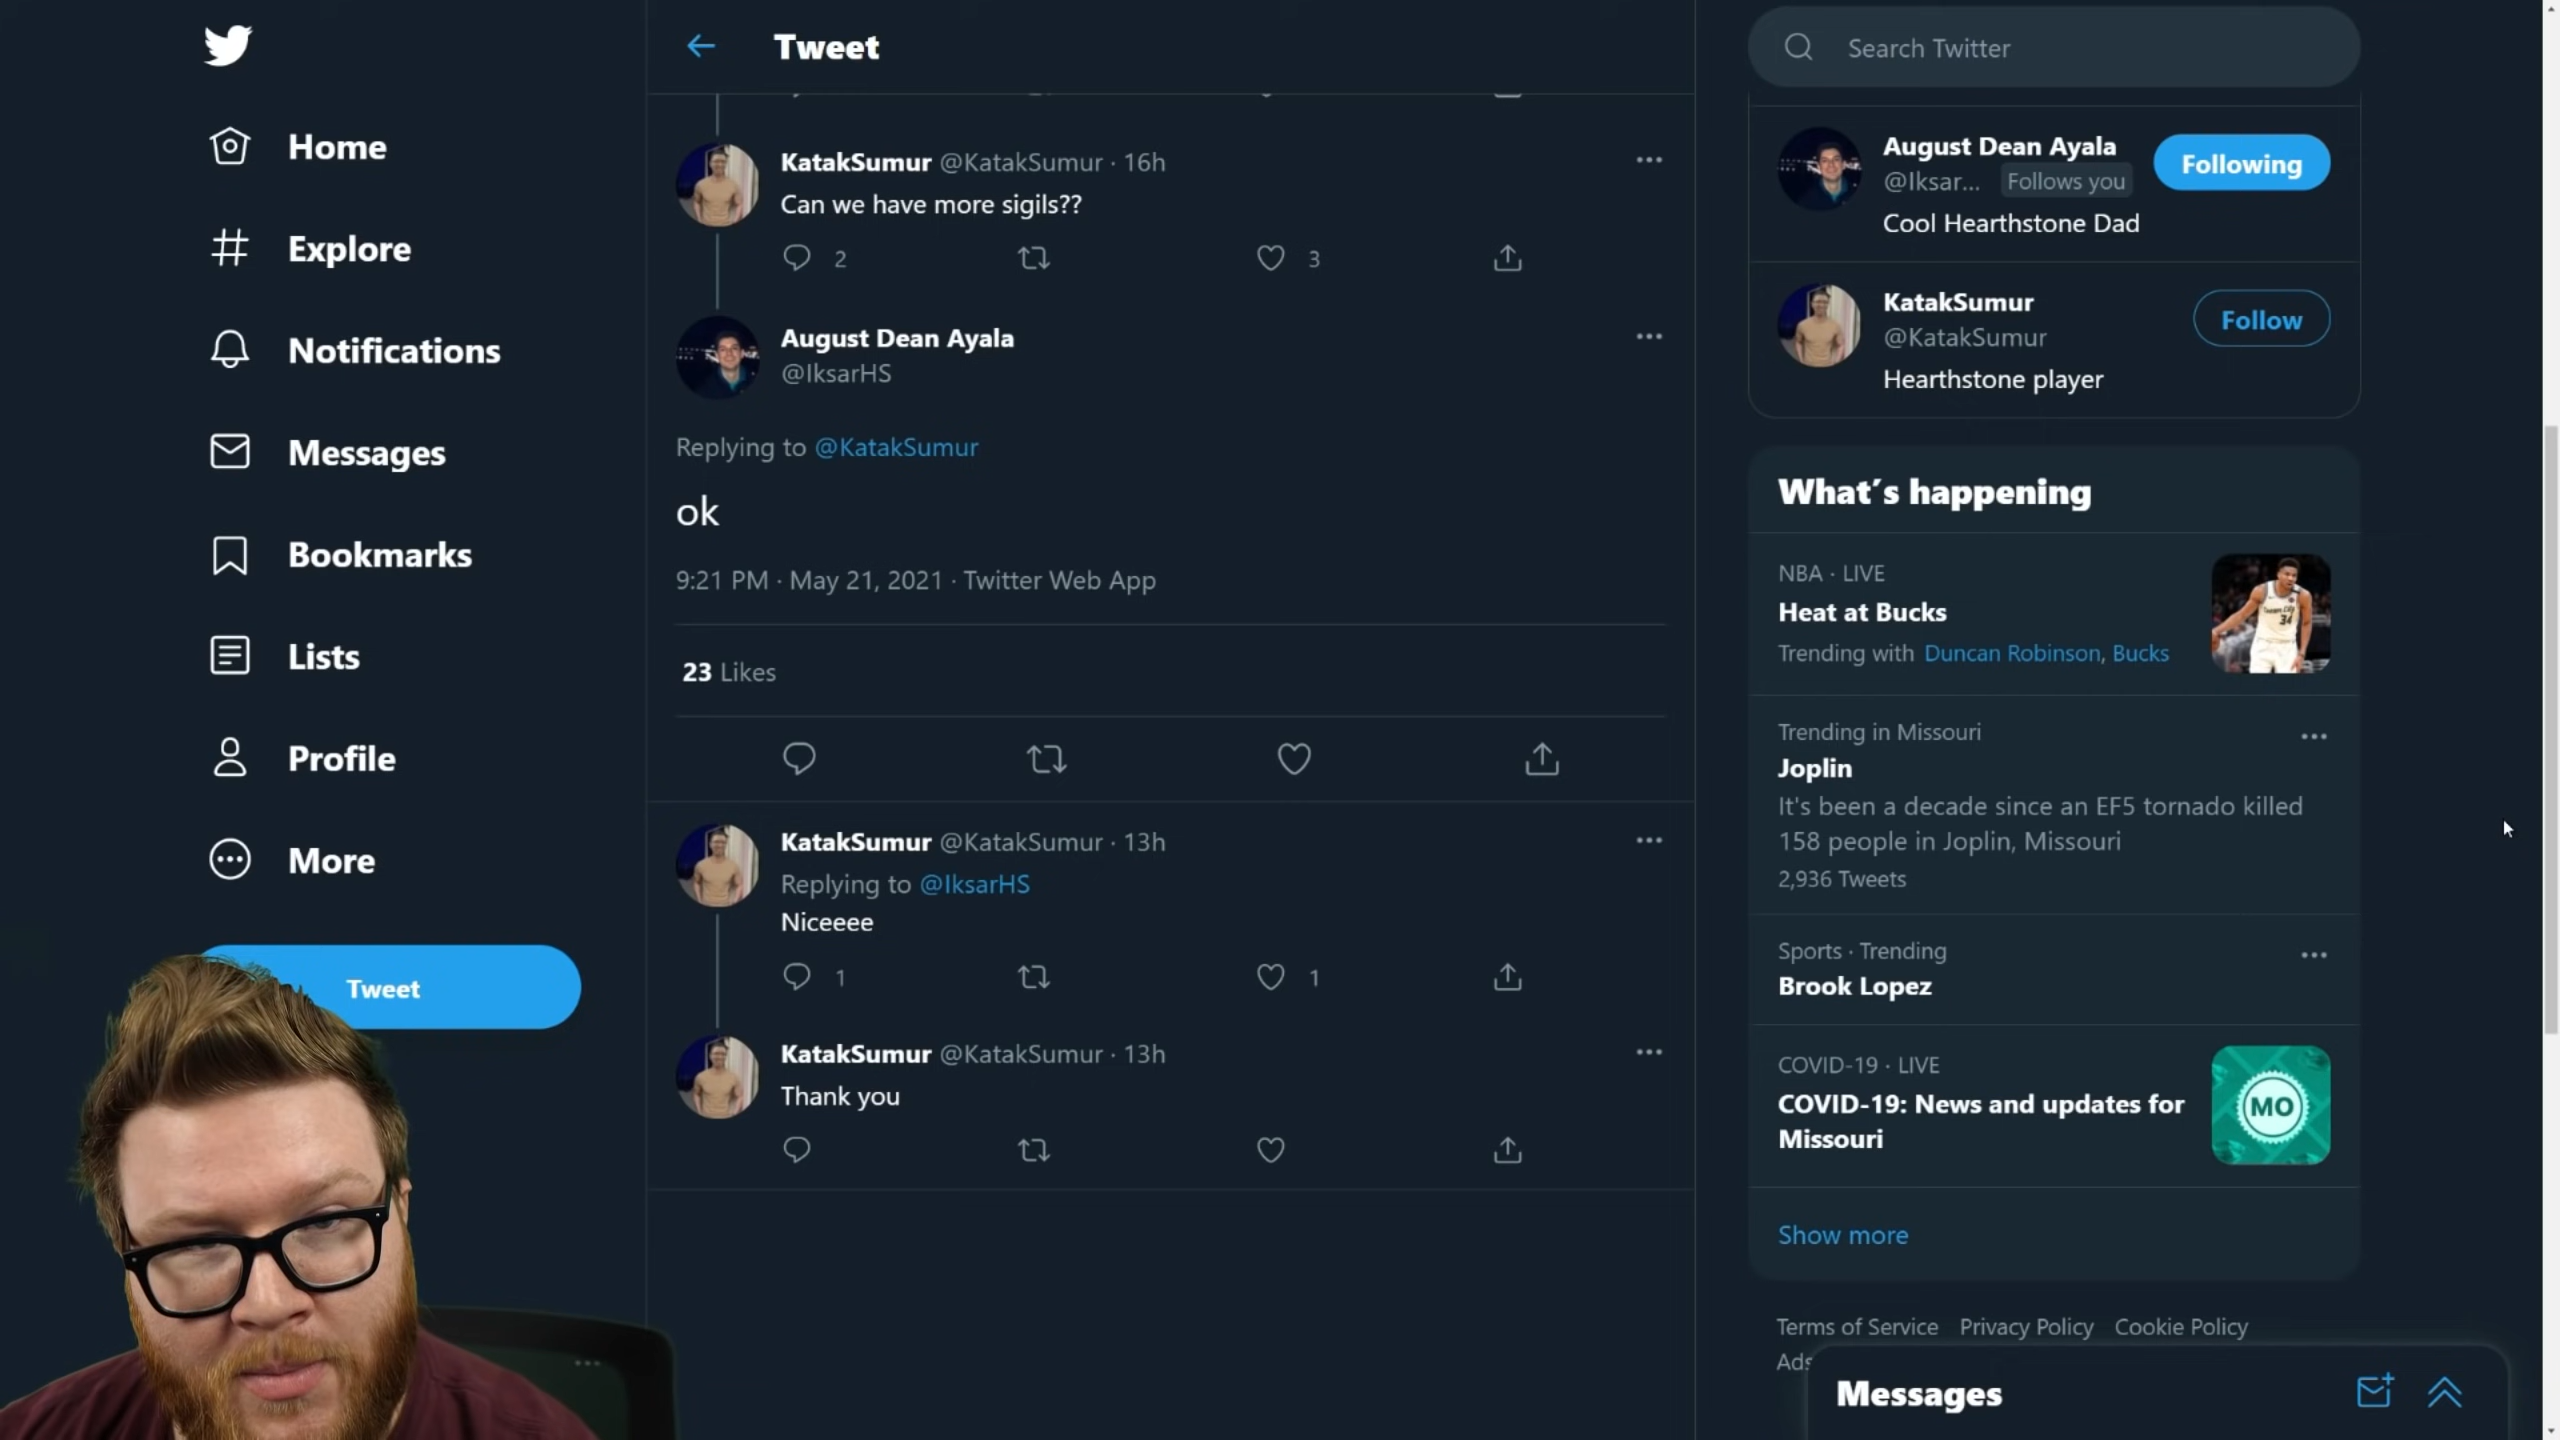 Home
Explore
Notifications
Messages
Bookmarks
Lists
Profile
More
Tweet
Tweet
KatakSumur @KatakSumur · 16h
Can we have more sigils??
2
3
August Dean Ayala
@IksarHS
Replying to @KatakSumur
ok
9:21 PM · May 21, 2021 · Twitter Web App
23 Likes
KatakSumur @KatakSumur · 13h
Replying to @IksarHS
Niceeee
1
1
KatakSumur @KatakSumur · 13h
Thank you
Search Twitter
August Dean Ayala
@Iksar... Follows you
Following
Cool Hearthstone Dad
KatakSumur
@KatakSumur
Follow
Hearthstone player
What's happening
NBA · LIVE
Heat at Bucks
Trending with Duncan Robinson, Bucks
34
Trending in Missouri
Joplin
It's been a decade since an EF5 tornado killed
158 people in Joplin, Missouri
2,936 Tweets
Sports · Trending
Brook Lopez
COVID-19 · LIVE
COVID-19: News and updates for
Missouri
MO
Show more
Terms of Service Privacy Policy Cookie Policy
Ads
Messages